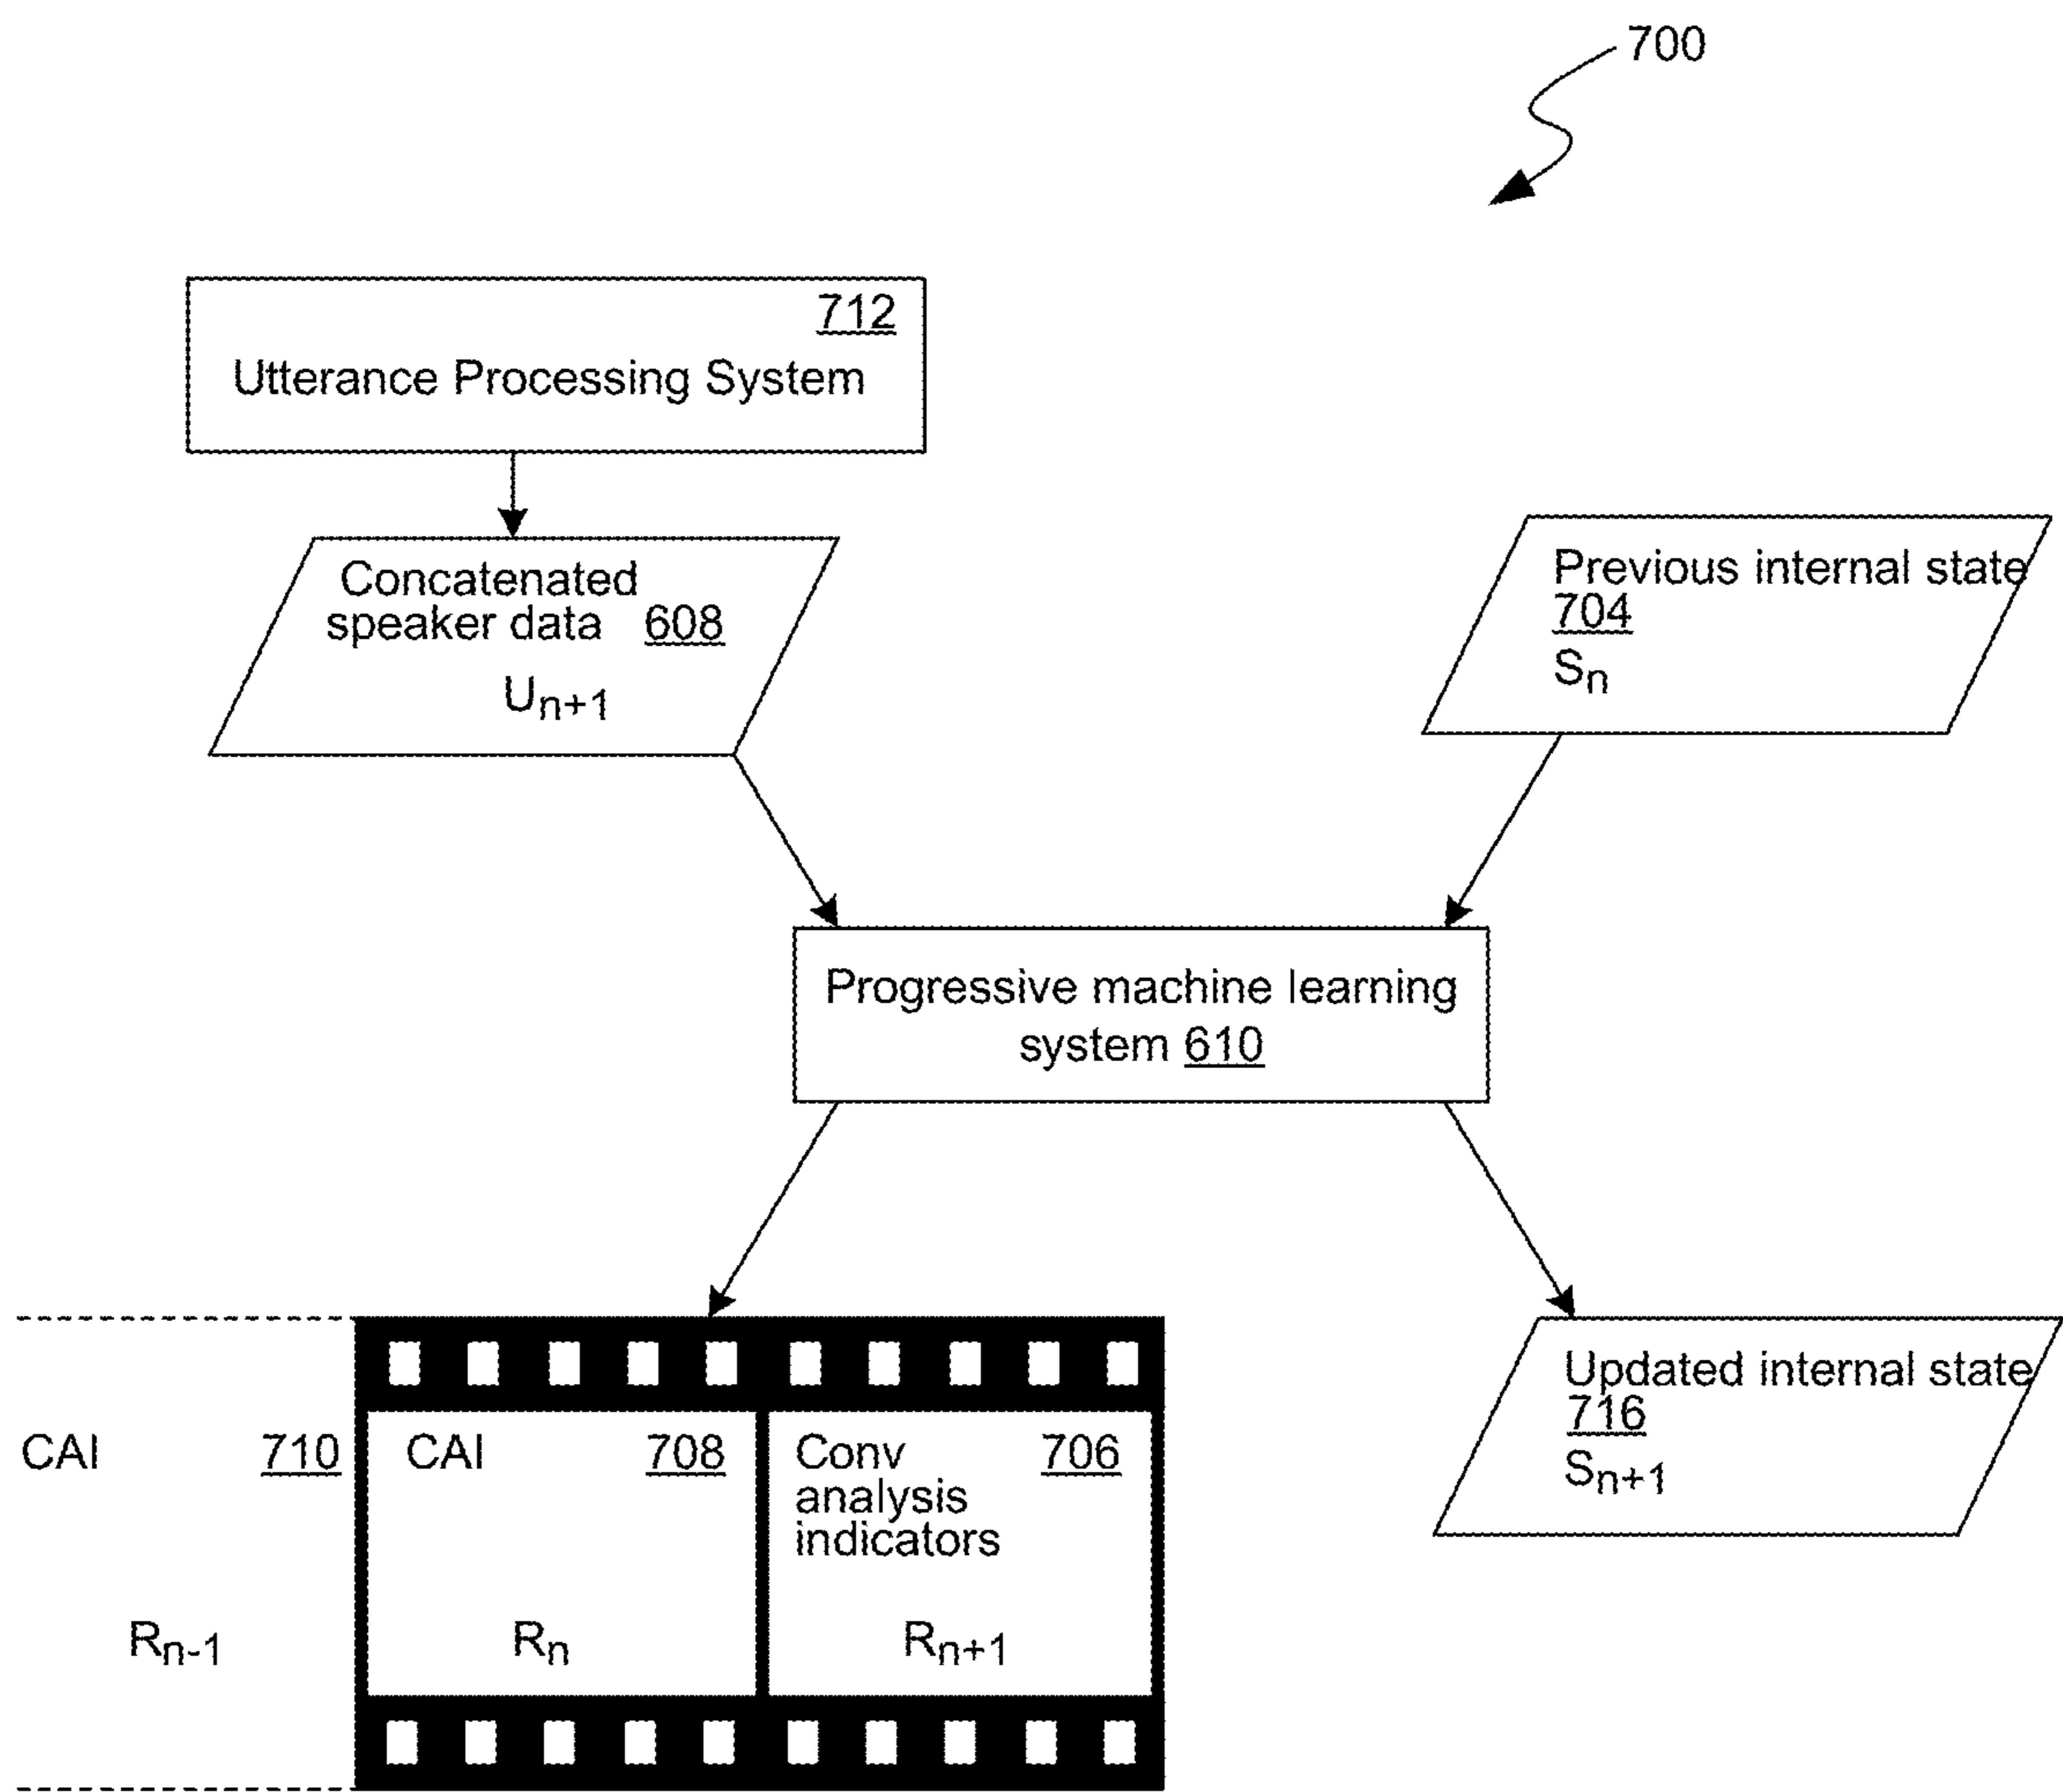 700
712
Utterance Processing System
Concatenated
speaker data 608
Un+1
Previous internal state
704
Sn
Progressive machine learning
system 610
CAI 710
Rn-1
CAI 708
Rn
Conv 706
analysis
indicators
Rn+1
Updated internal state
716
Sn+1